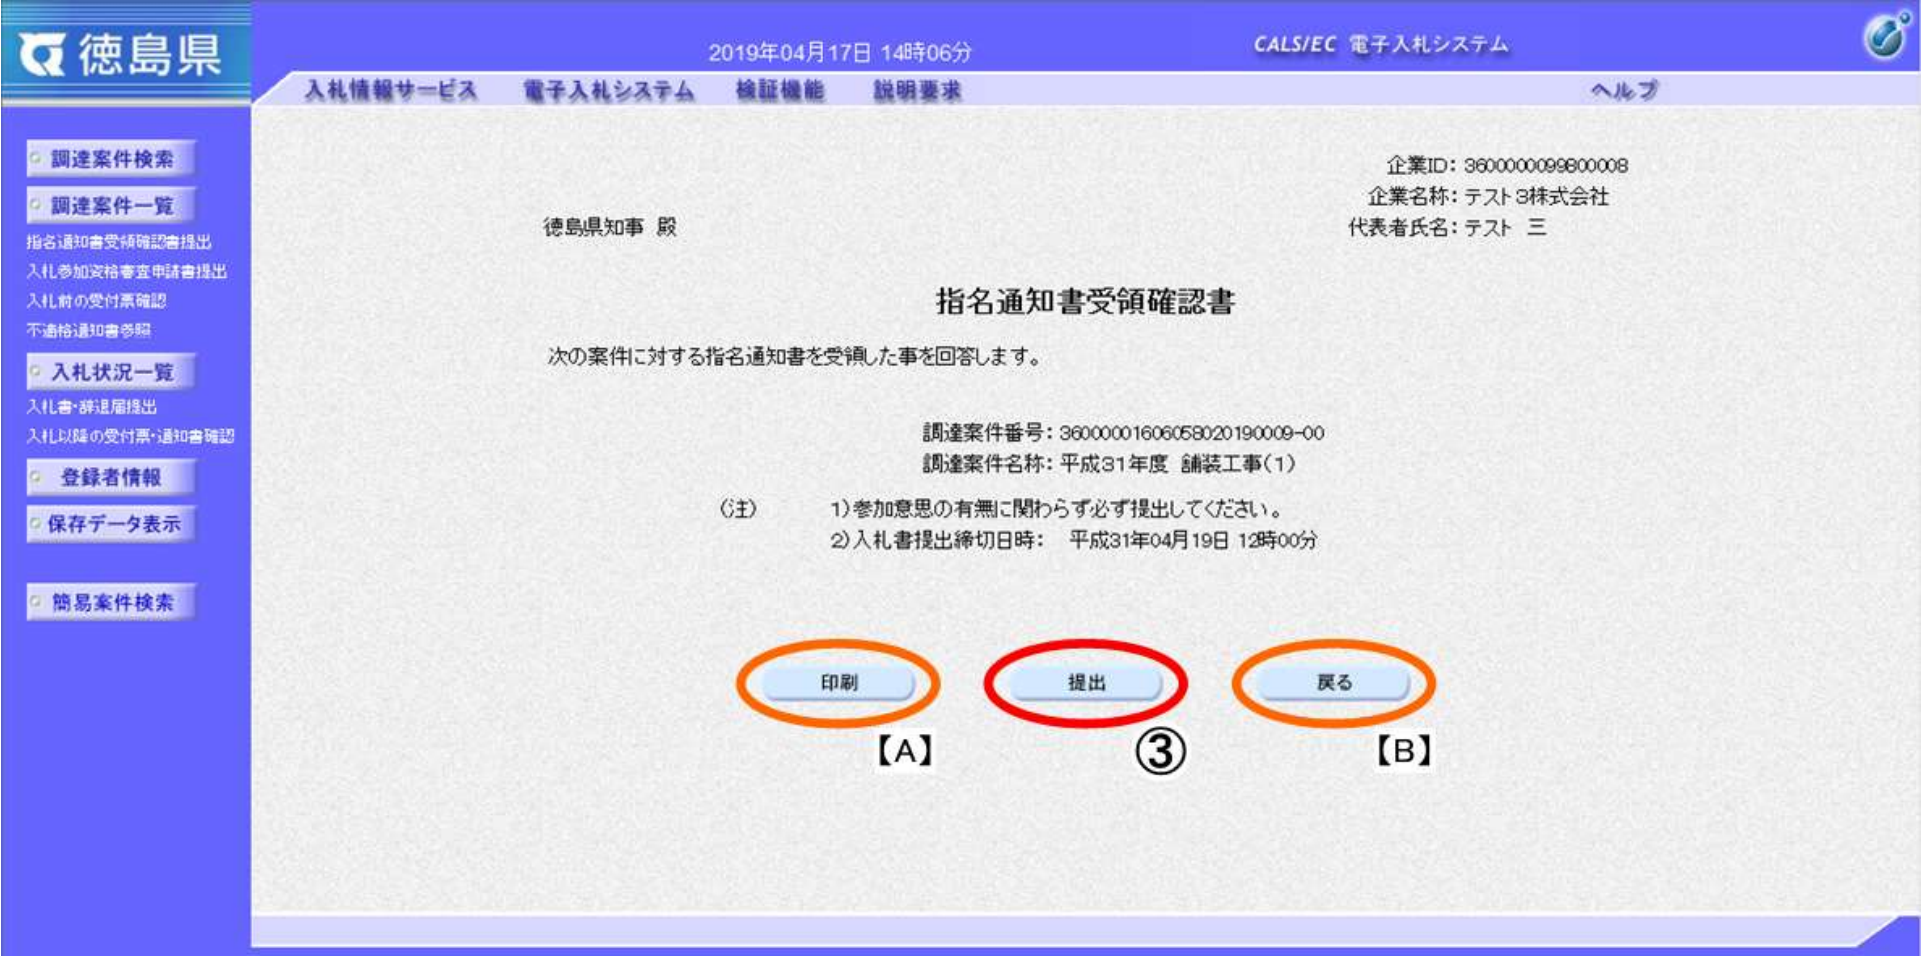 徳島県
2019年04月17日 14時06分
CALS/EC 電子入札システム
入札情報サービス 電子入札システム 検証機能 説明要求 ヘルプ
調達案件検索
調達案件一覧
指名通知書受領確認書提出
入札参加資格審査申請書提出
入札前の受付票確認
不適格通知書参照
入札状況一覧
入札書・辞退届提出
入札以降の受付票・通知書確認
登録者情報
保存データ表示
簡易案件検索
企業ID：3600000099800008
企業名称：テスト3株式会社
徳島県知事 殿
代表者氏名：テスト 三
指名通知書受領確認書
次の案件に対する指名通知書を受領した事を回答します。
調達案件番号：36000001606058020190009-00
調達案件名称：平成31年度 舗装工事(1)
(注) 1)参加意思の有無に関わらず必ず提出してください。
2)入札書提出締切日時： 平成31年04月19日 12時00分
印刷 提出 戻る
【A】 ③ 【B】